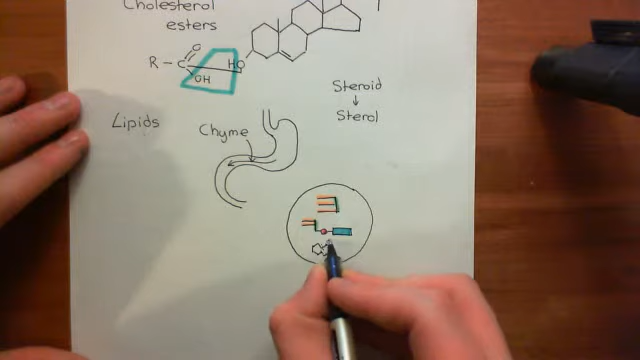 Cholesterol
esters
R - C
O
OH
HO
Steroid
↓
Sterol
Lipids
Chyme